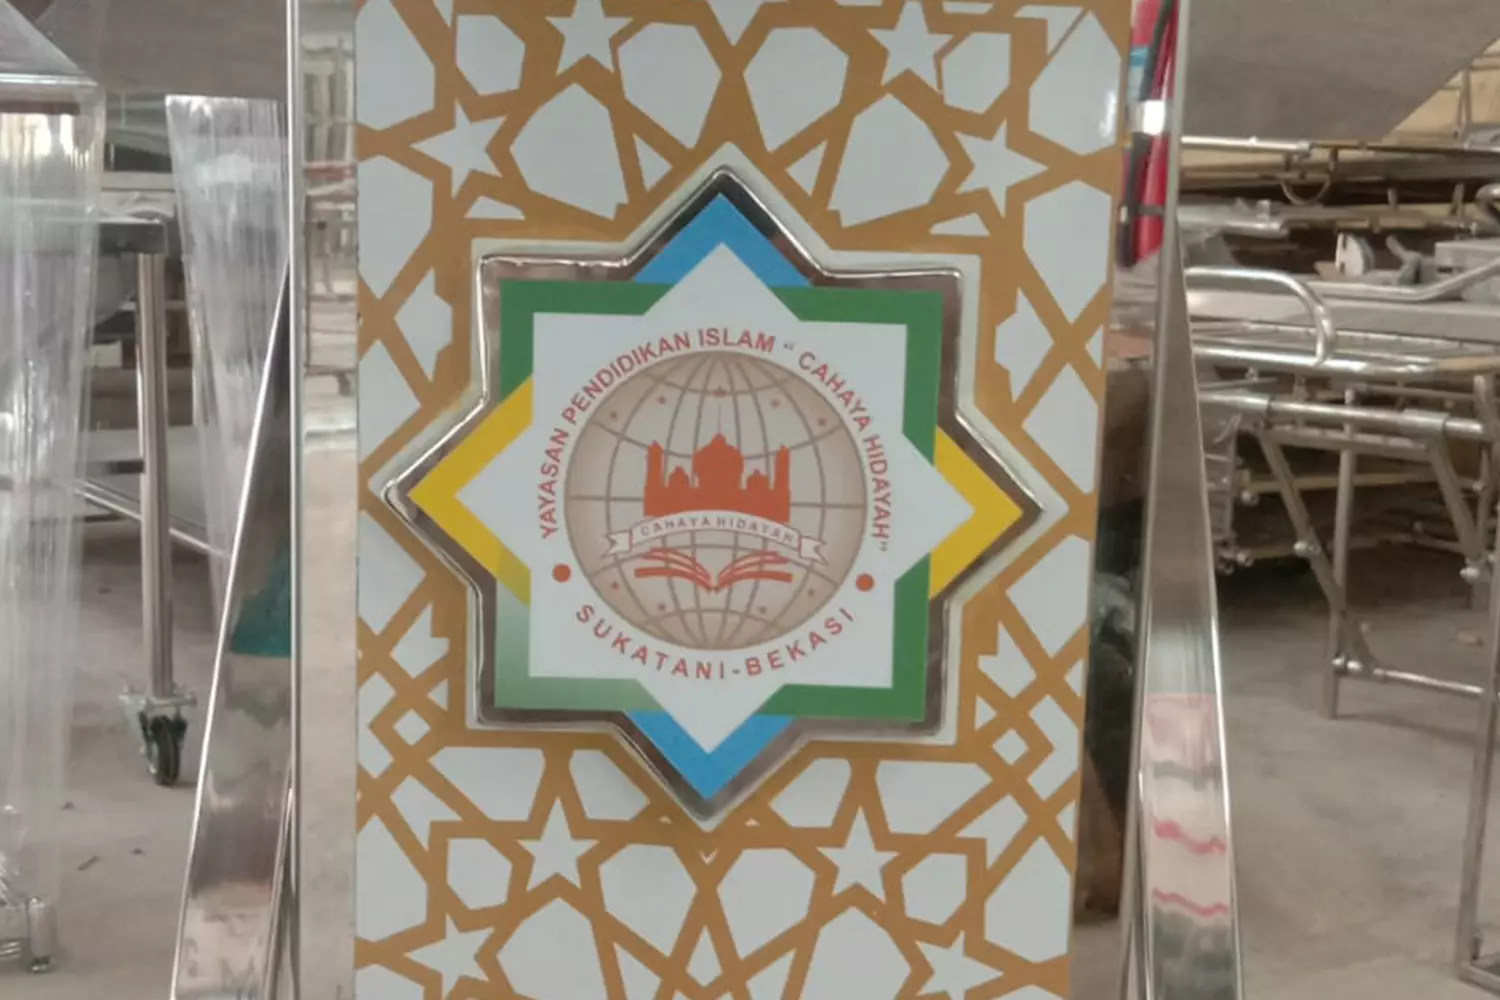 YAYASAN PENDIDIKAN ISLAM “ CAHAYA HIDAYAH”
CAHAYA HIDAYAH
SUKATANI-BEKASI